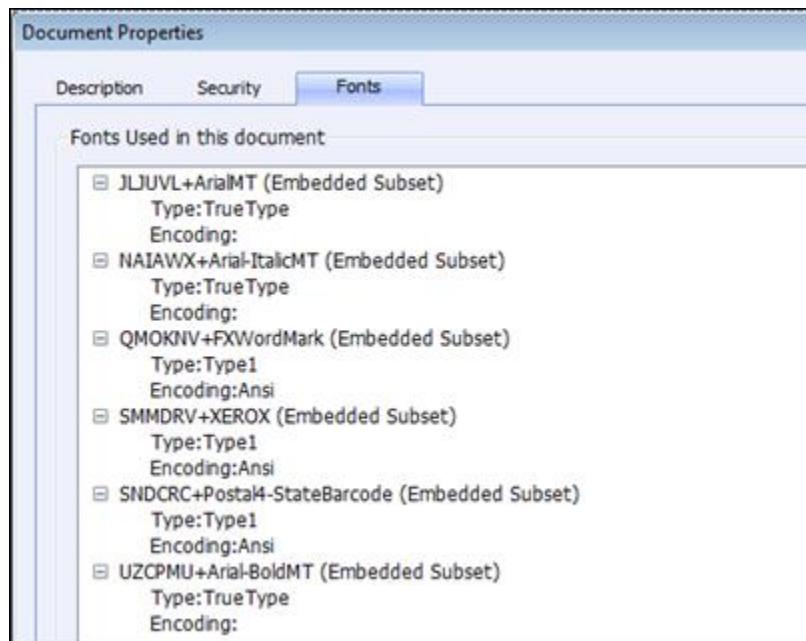 Document Properties
Description Security Fonts
Fonts Used in this document
JLJUVL+ArialMT (Embedded Subset)
Type:TrueType
Encoding:
NAIAWX+Arial-ItalicMT (Embedded Subset)
Type:TrueType
Encoding:
QMOKNV+FXWordMark (Embedded Subset)
Type:Type1
Encoding:Ansi
SMMDRV+XEROX (Embedded Subset)
Type:Type1
Encoding:Ansi
SNDCRC+Postal4-StateBarcode (Embedded Subset)
Type:Type1
Encoding:Ansi
UZCPMU+Arial-BoldMT (Embedded Subset)
Type:TrueType
Encoding: